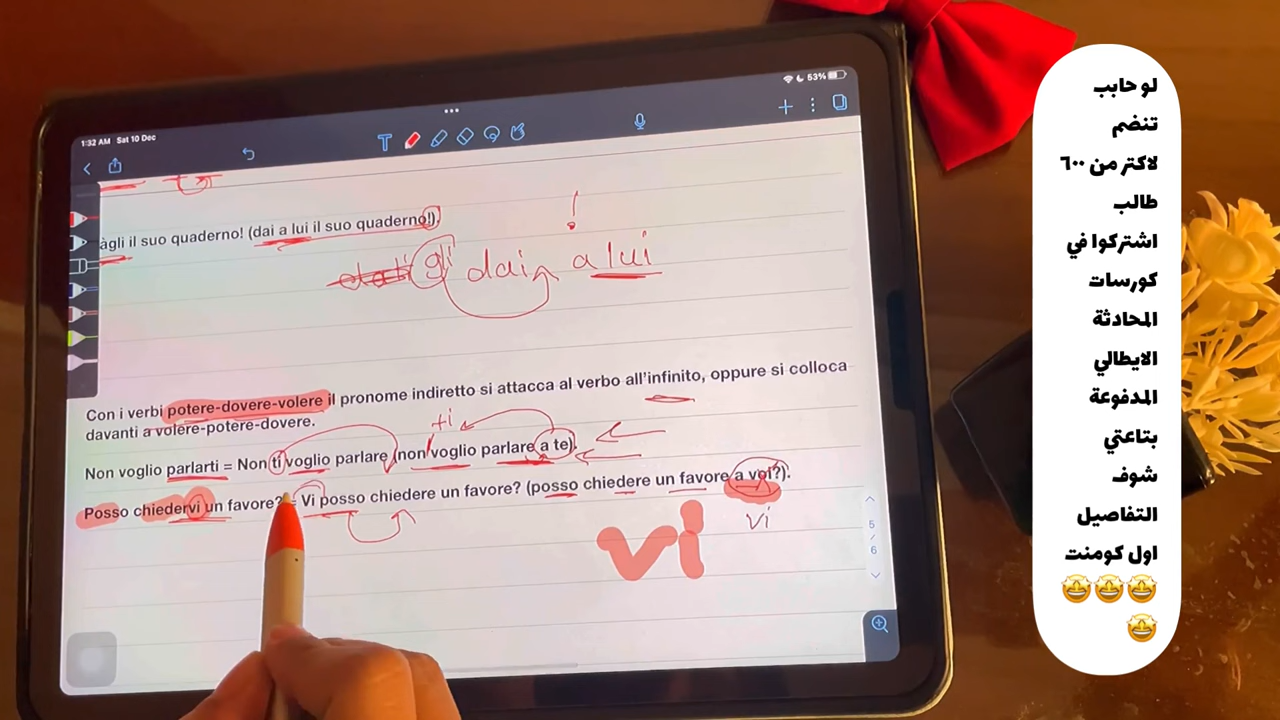 1:32 AM Sat 10 Dec
53%
àgli il suo quaderno! (dai a lui il suo quaderno!).
!
gi dai a lui
Con i verbi potere-dovere-volere il pronome indiretto si attacca al verbo all'infinito, oppure si colloca
davanti a volere-potere-dovere.
ti
Non voglio parlarti = Non ti voglio parlare (non voglio parlare a te).
Posso chiedervi un favore? = Vi posso chiedere un favore? (posso chiedere un favore a voi?).
vi
vi
5
/
6
لو حابب
تنضم
لاكتر من ٦٠٠
طالب
اشتركوا في
كورسات
المحادثة
الايطالي
المدفوعة
بتاعتي
شوف
التفاصيل
اول كومنت
🤩🤩🤩
🤩